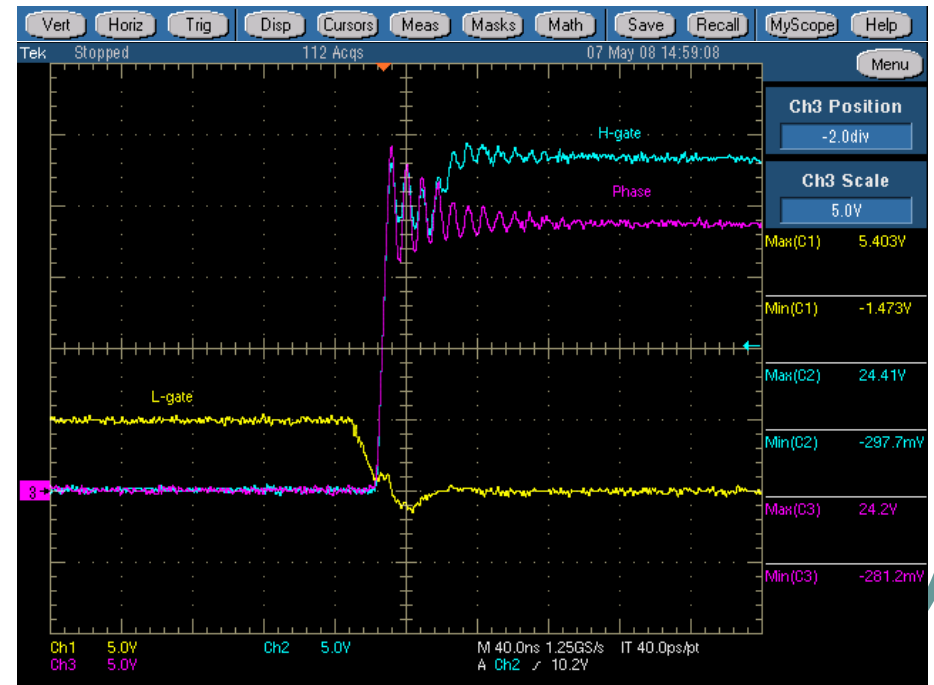 Vert Horiz Trig Disp Cursors Meas Masks Math Save Recall MyScope Help
Tek Stopped 112 Acqs 07 May 08 14:59:08
Menu
Ch3 Position
-2.0div
H-gate
Ch3 Scale
Phase
5.0V
Max(C1) 5.403V
Min(C1) -1.473V
Max(C2) 24.41V
L-gate
Min(C2) -297.7mV
3
Max(C3) 24.2V
Min(C3) -281.2mV
Ch1 5.0V Ch2 5.0V M 40.0ns 1.25GS/s IT 40.0ps/pt
Ch3 5.0V A Ch2 / 10.2V